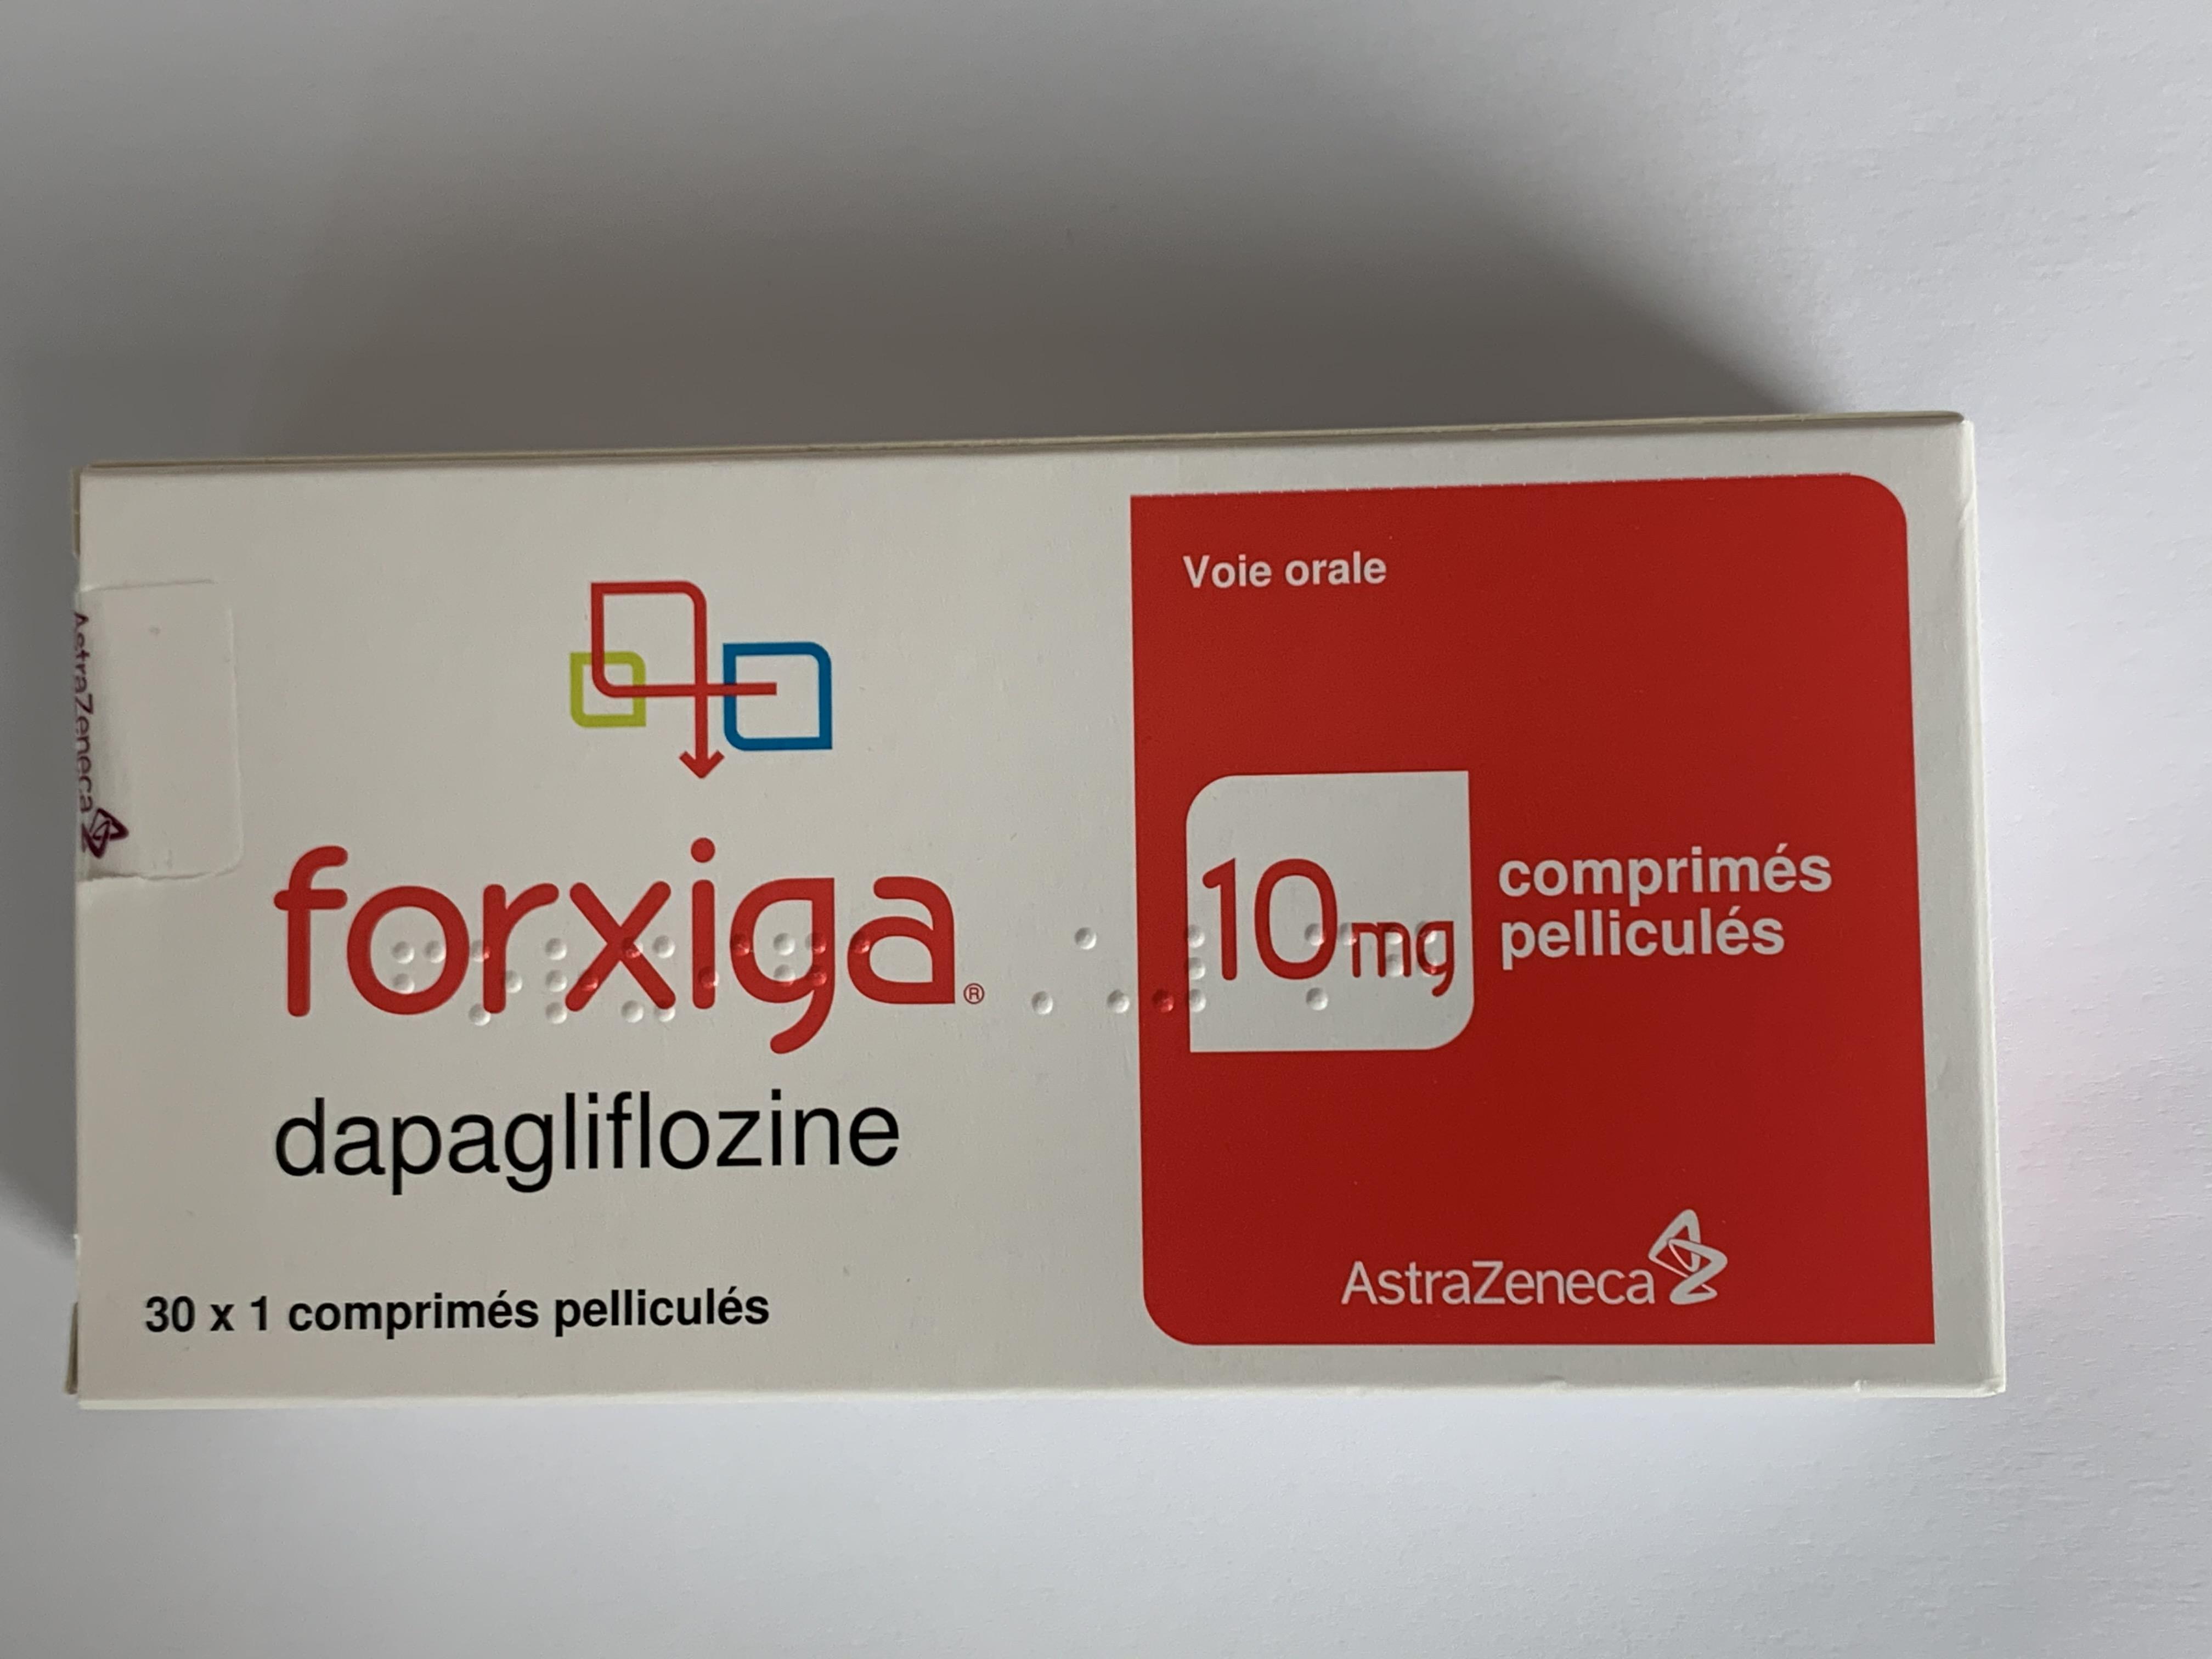 AstraZeneca
forxiga®
dapagliflozine
30 x 1 comprimés pelliculés
Voie orale
10mg
comprimés
pelliculés
AstraZeneca